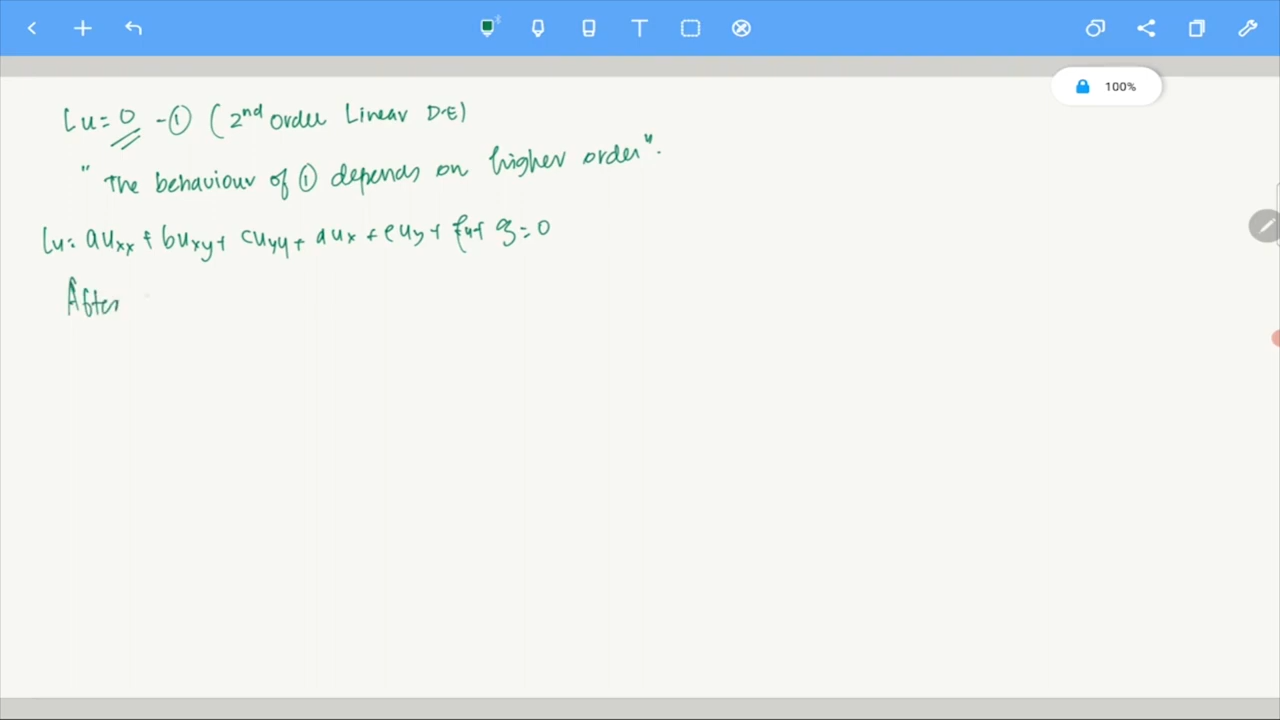 100%
Lu = 0 - ① (2nd order Linear D.E)
"The behaviour of ① depends on higher order".
Lu = auxx + buxy + cuyy + dux + euy + fu + g = 0
After